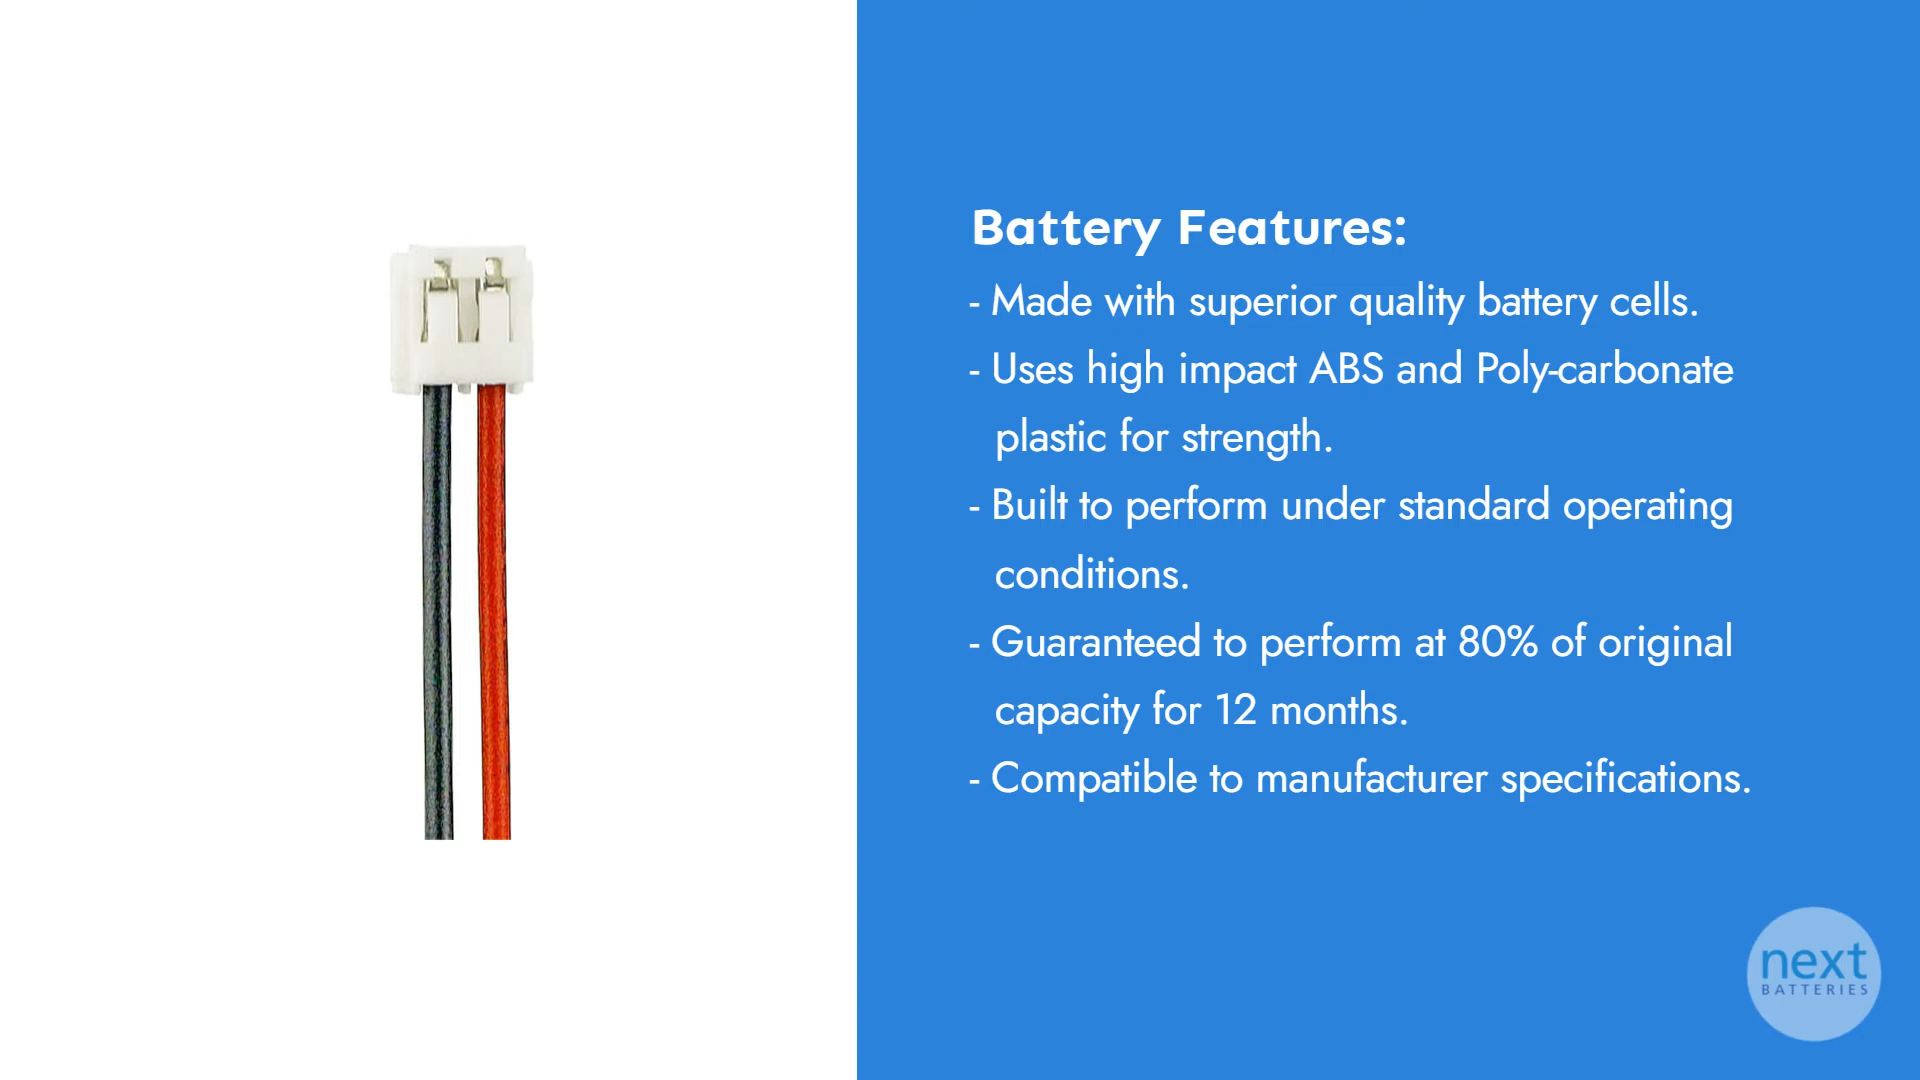 Battery Features:
- Made with superior quality battery cells.
- Uses high impact ABS and Poly-carbonate
plastic for strength.
- Built to perform under standard operating
conditions.
- Guaranteed to perform at 80% of original
capacity for 12 months.
- Compatible to manufacturer specifications.
next
BATTERIES